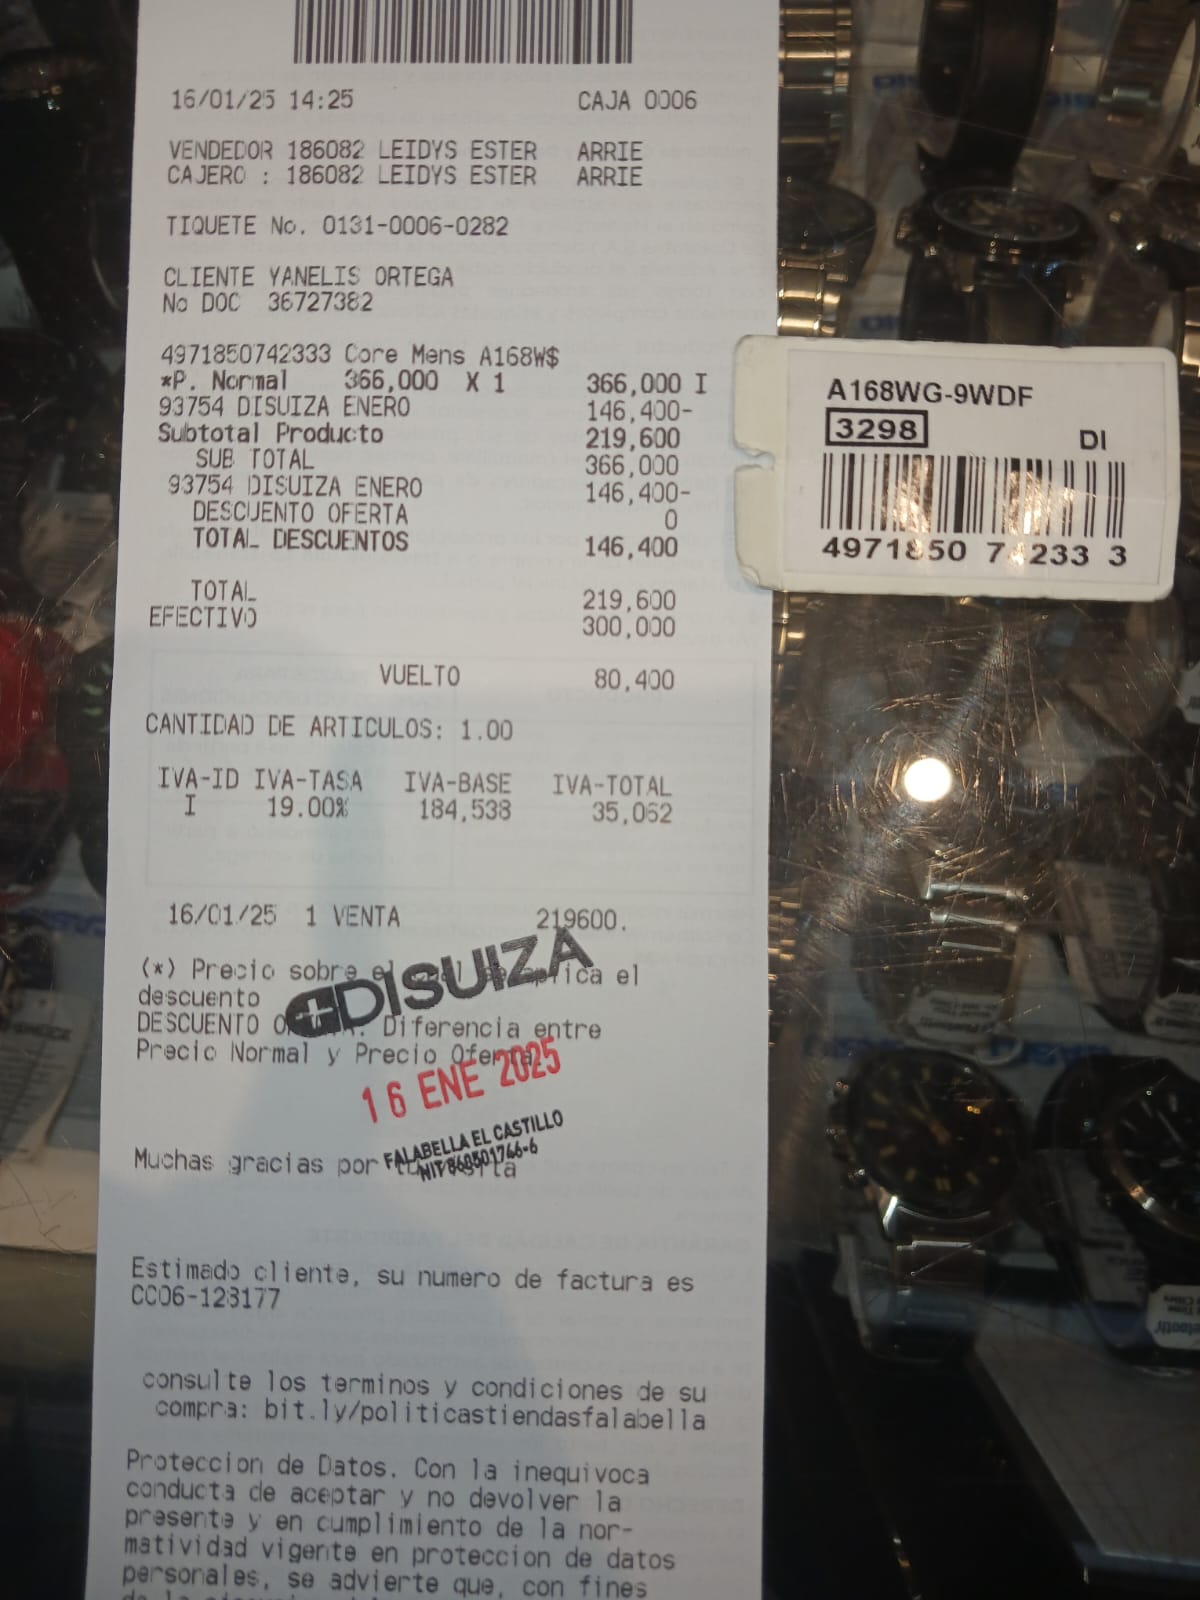 16/01/25 14:25 CAJA 0006
VENDEDOR 186082 LEIDYS ESTER ARRIE
CAJERO : 186082 LEIDYS ESTER ARRIE
TIQUETE No. 0131-0006-0282
CLIENTE YANELIS ORTEGA
No DOC 36727382
4971850742333 Core Mens A168W$
*P. Normal 366,000 X 1 366,000 I
93754 DISUIZA ENERO 146,400-
Subtotal Producto 219,600
SUB TOTAL 366,000
93754 DISUIZA ENERO 146,400-
DESCUENTO OFERTA 0
TOTAL DESCUENTOS 146,400
TOTAL 219,600
EFECTIVO 300,000
VUELTO 80,400
CANTIDAD DE ARTICULOS: 1.00
IVA-ID IVA-TASA IVA-BASE IVA-TOTAL
I 19.00% 184,538 35,062
16/01/25 1 VENTA 219600.
(*) Precio sobre el aplica el
descuento
DESCUENTO Diferencia entre
Precio Normal y Precio Oferta
DISUIZA
16 ENE 2025
FALABELLA EL CASTILLO
NIT 860501766-6
Muchas gracias por
Estimado cliente, su numero de factura es
CC06-123177
consulte los terminos y condiciones de su
compra: bit.ly/politicastiendasfalabella
Proteccion de Datos. Con la inequivoca
conducta de aceptar y no devolver la
presente y en cumplimiento de la nor-
matividad vigente en proteccion de datos
personales, se advierte que, con fines
A168WG-9WDF
3298 DI
4971850 74233 3